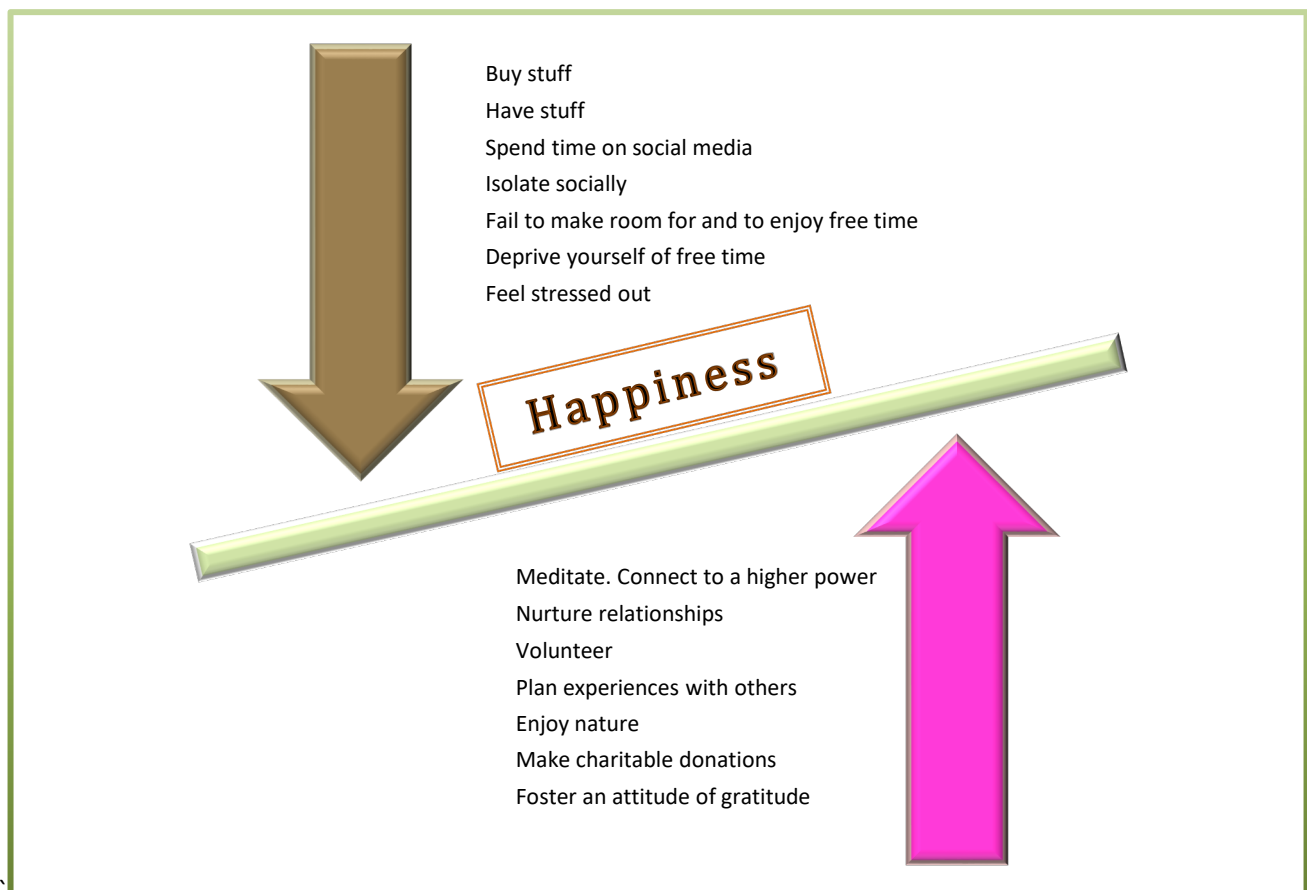 Buy stuff
Have stuff
Spend time on social media
Isolate socially
Fail to make room for and to enjoy free time
Deprive yourself of free time
Feel stressed out
Happiness
Meditate. Connect to a higher power
Nurture relationships
Volunteer
Plan experiences with others
Enjoy nature
Make charitable donations
Foster an attitude of gratitude
`